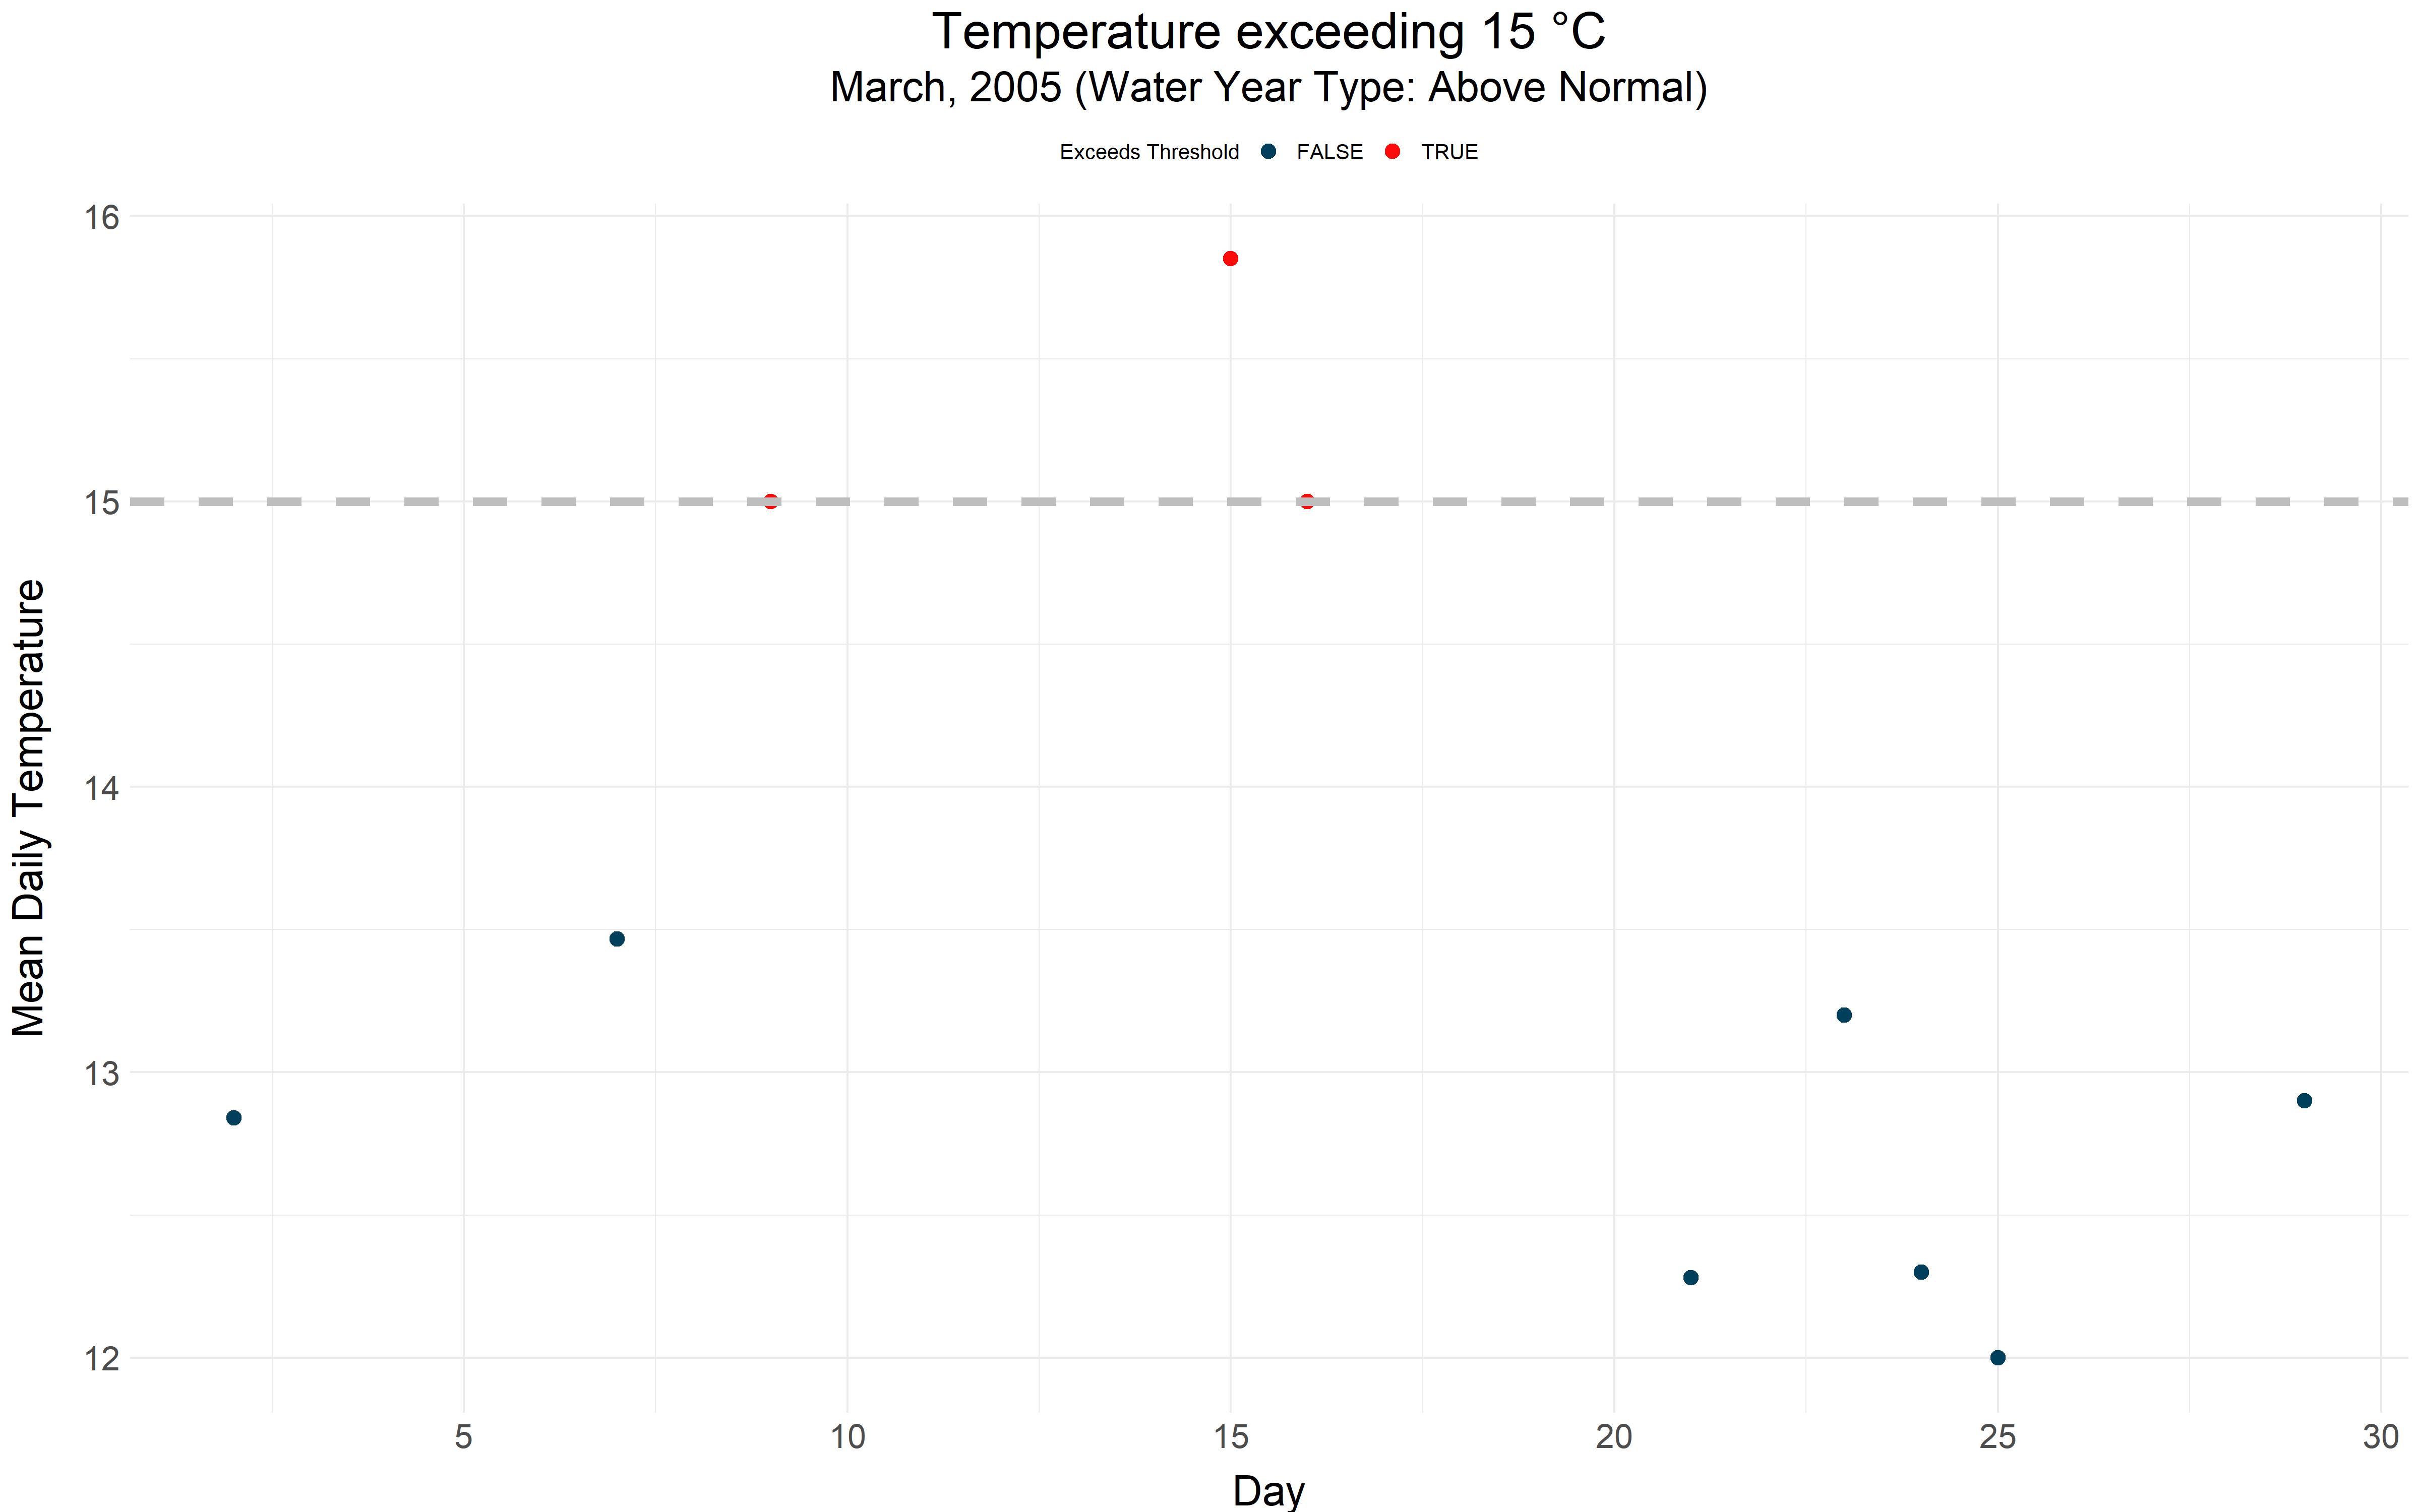 Temperature exceeding 15 °C
March, 2005 (Water Year Type: Above Normal)
Exceeds Threshold FALSE TRUE
16
15
14
13
12
Mean Daily Temperature
5 10 15 20 25 30
Day